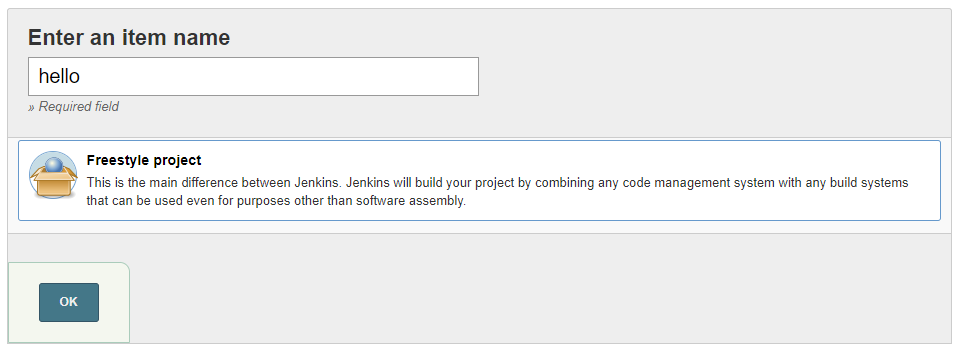 Enter an item name
hello
» Required field
Freestyle project
This is the main difference between Jenkins. Jenkins will build your project by combining any code management system with any build systems
that can be used even for purposes other than software assembly.
OK